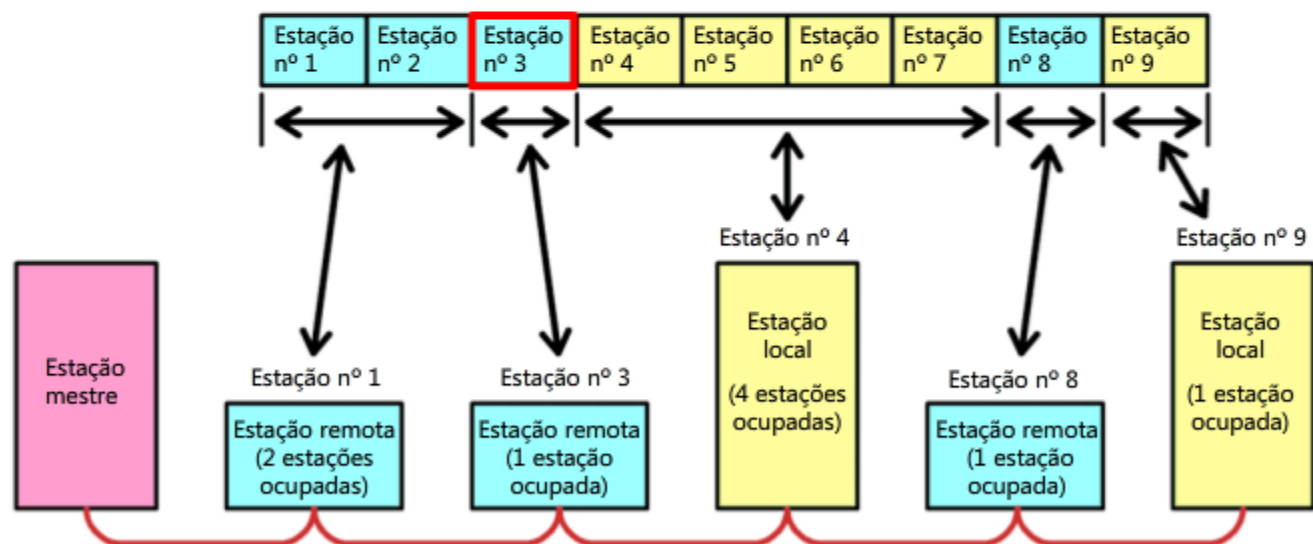 Estação
nº 1
Estação
nº 2
Estação
nº 3
Estação
nº 4
Estação
nº 5
Estação
nº 6
Estação
nº 7
Estação
nº 8
Estação
nº 9
Estação
mestre
Estação nº 1
Estação remota
(2 estações
ocupadas)
Estação nº 3
Estação remota
(1 estação
ocupada)
Estação nº 4
Estação
local
(4 estações
ocupadas)
Estação nº 8
Estação remota
(1 estação
ocupada)
Estação nº 9
Estação
local
(1 estação
ocupada)